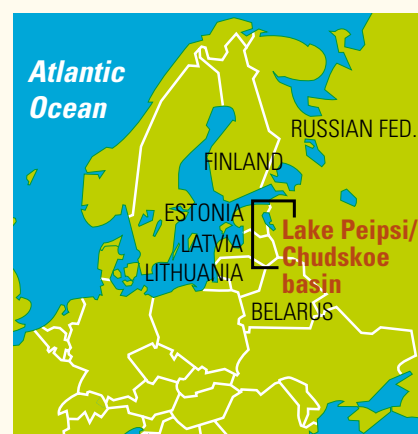 Atlantic
Ocean
RUSSIAN FED.
FINLAND
ESTONIA
LATVIA
LITHUANIA
Lake Peipsi/
Chudskoe
basin
BELARUS